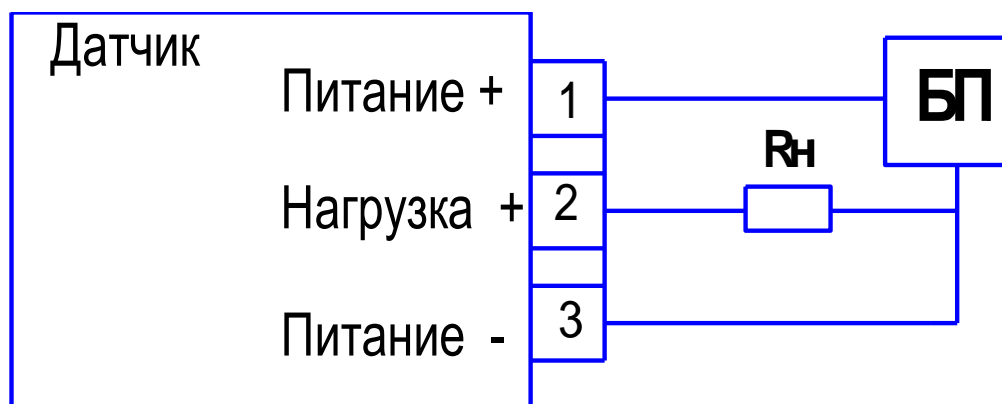 Датчик
Питание + 1
БП
Rн
Нагрузка + 2
Питание - 3